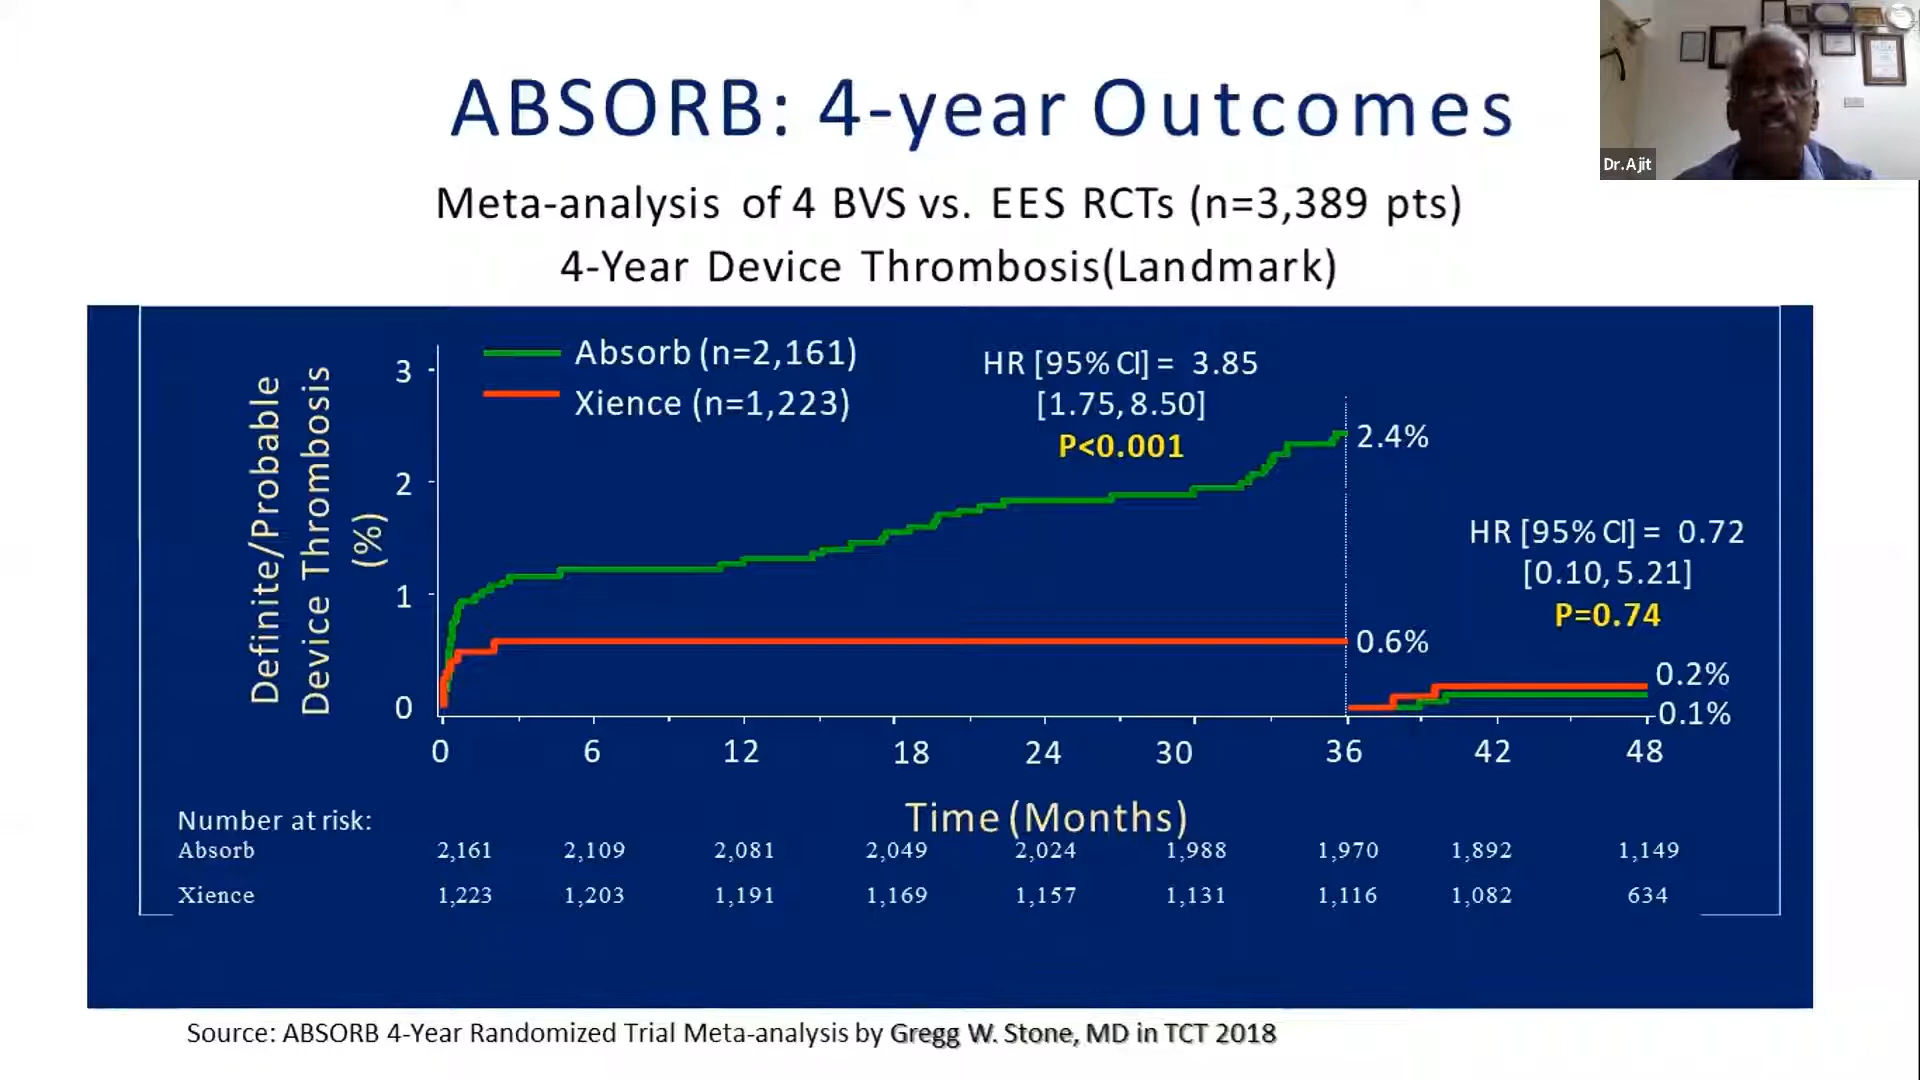 ABSORB: 4-year Outcomes
Dr.Ajit
Meta-analysis of 4 BVS vs. EES RCTs (n=3,389 pts)
4-Year Device Thrombosis(Landmark)
Definite/Probable
Device Thrombosis
(%)
3
2
1
0
Absorb (n=2,161)
Xience (n=1,223)
HR [95% CI] = 3.85
[1.75, 8.50]
P<0.001
2.4%
0.6%
HR [95% CI] = 0.72
[0.10, 5.21]
P=0.74
0.2%
0.1%
0 6 12 18 24 30 36 42 48
Time (Months)
Number at risk:
Absorb 2,161 2,109 2,081 2,049 2,024 1,988 1,970 1,892 1,149
Xience 1,223 1,203 1,191 1,169 1,157 1,131 1,116 1,082 634
Source: ABSORB 4-Year Randomized Trial Meta-analysis by Gregg W. Stone, MD in TCT 2018